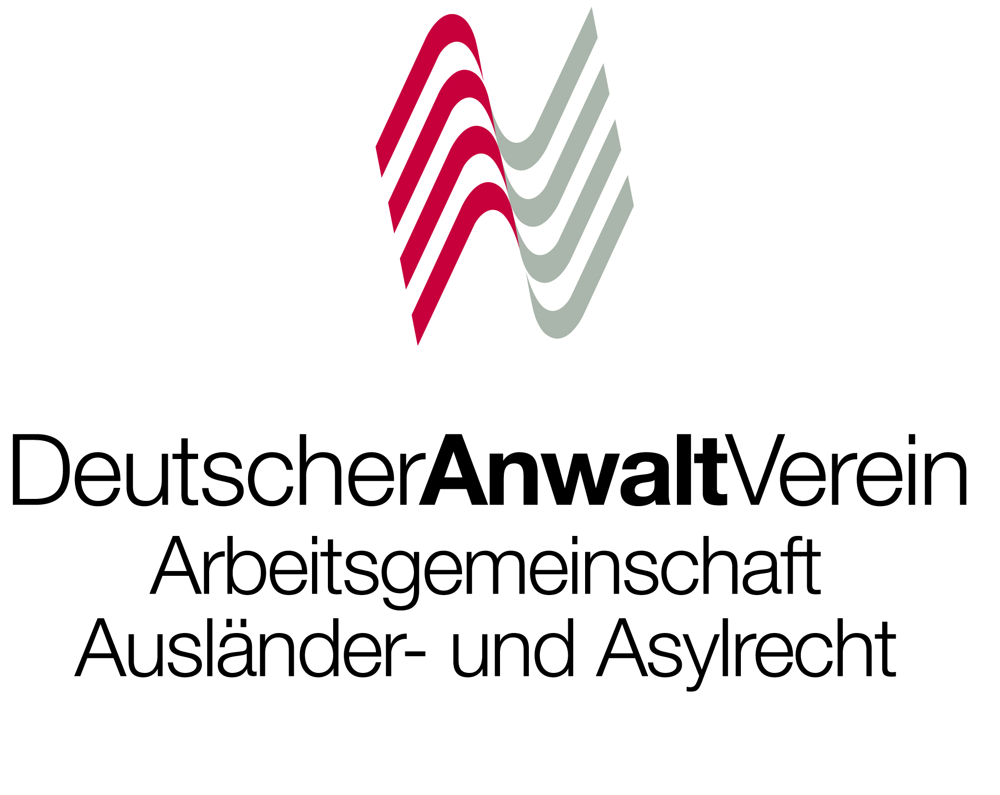 DeutscherAnwaltVerein
Arbeitsgemeinschaft
Ausländer- und Asylrecht